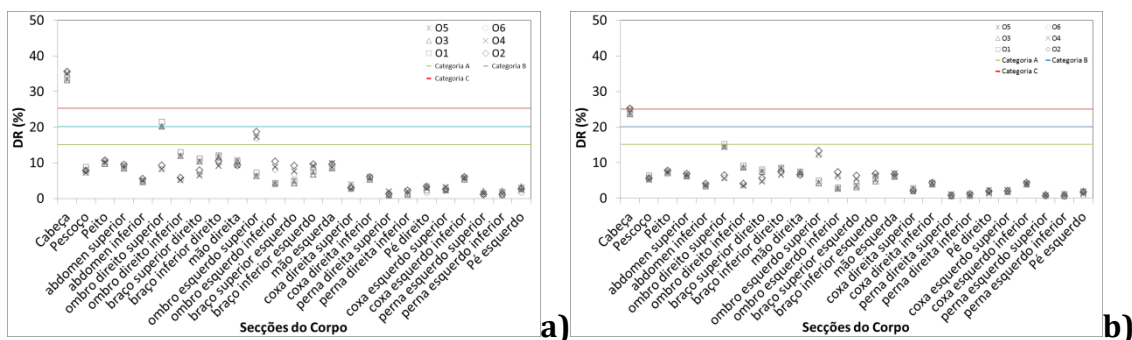 50
40
30
20
10
0
DR (%)
O5 O6
O3 O4
O1 O2
Categoria A Categoria B
Categoria C
Cabeça
Pescoço
Peito
abdomen superior
abdomen inferior
ombro direito superior
ombro direito inferior
braço superior direito
braço inferior direito
mão direita
ombro esquerdo superior
ombro esquerdo inferior
braço superior esquerdo
braço inferior esquerdo
mão esquerda
coxa direita superior
coxa direita inferior
perna direita superior
perna direita inferior
Pé direito
coxa esquerda superior
coxa esquerdo inferior
perna esquerda superior
perna esquerdo inferior
Pé esquerdo
Secções do Corpo
a)
50
40
30
20
10
0
DR (%)
O5 O6
O3 O4
O1 O2
Categoria A Categoria B
Categoria C
Cabeça
Pescoço
Peito
abdomen superior
abdomen inferior
ombro direito superior
ombro direito inferior
braço superior direito
braço inferior direito
mão direita
ombro esquerdo superior
ombro esquerdo inferior
braço superior esquerdo
braço inferior esquerdo
mão esquerda
coxa direita superior
coxa direita inferior
perna direita superior
perna direita inferior
Pé direito
coxa esquerdo superior
coxa esquerda inferior
perna esquerdo superior
perna esquerda inferior
Pé esquerdo
Secções do Corpo
b)